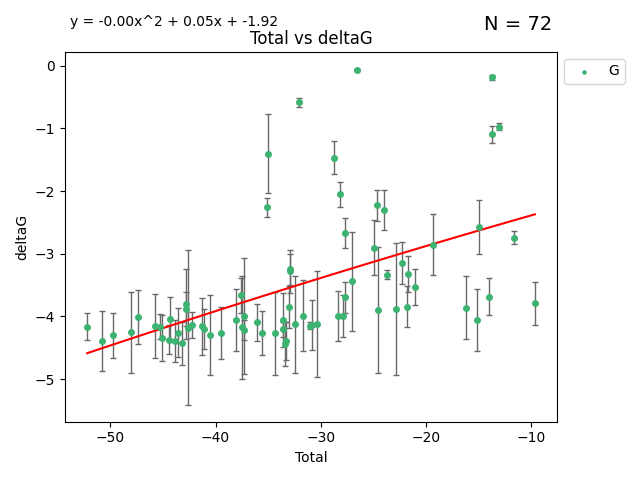 y = -0.00x^2 + 0.05x + -1.92
N = 72
Total vs deltaG
G
deltaG
0
−1
−2
−3
−4
−5
−50
−40
−30
−20
−10
Total